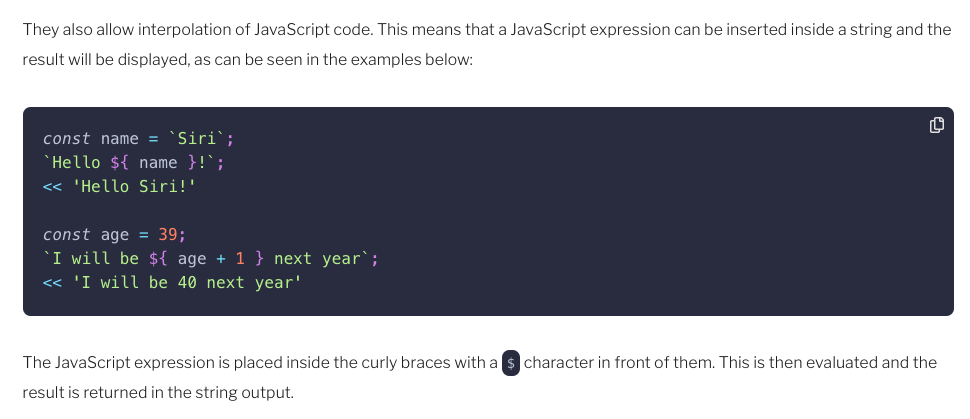 They also allow interpolation of JavaScript code. This means that a JavaScript expression can be inserted inside a string and the
result will be displayed, as can be seen in the examples below:
const name = `Siri`;
`Hello ${ name }!`;
<< 'Hello Siri!'
const age = 39;
`I will be ${ age + 1 } next year`;
<< 'I will be 40 next year'
The JavaScript expression is placed inside the curly braces with a $ character in front of them. This is then evaluated and the
result is returned in the string output.